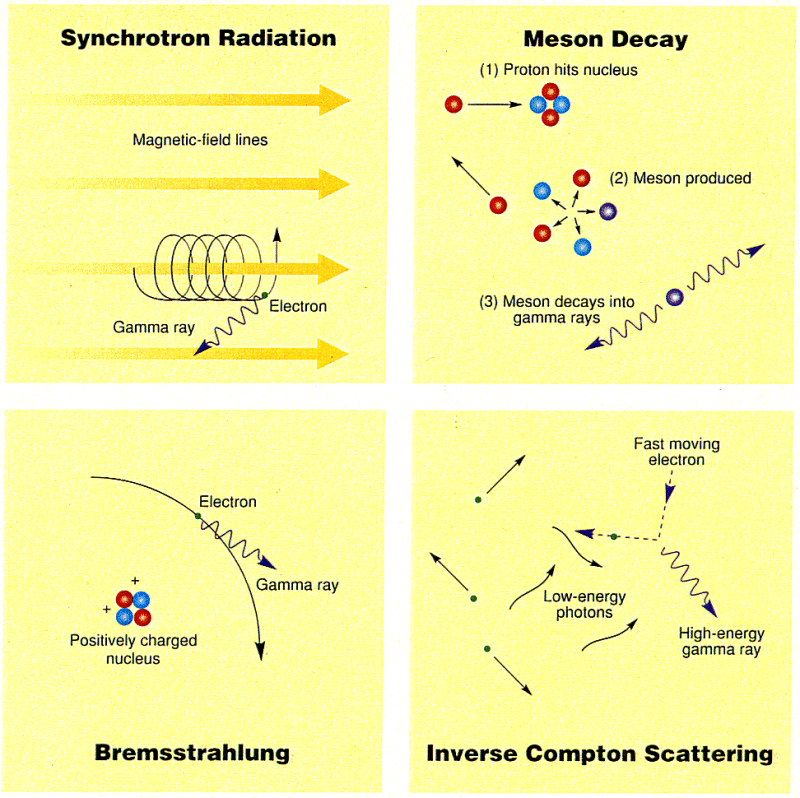 Synchrotron Radiation
Magnetic-field lines
Electron
Gamma ray
Meson Decay
(1) Proton hits nucleus
(2) Meson produced
(3) Meson decays into
gamma rays
Electron
Gamma ray
+
+
Positively charged
nucleus
Bremsstrahlung
Fast moving
electron
Low-energy
photons
High-energy
gamma ray
Inverse Compton Scattering